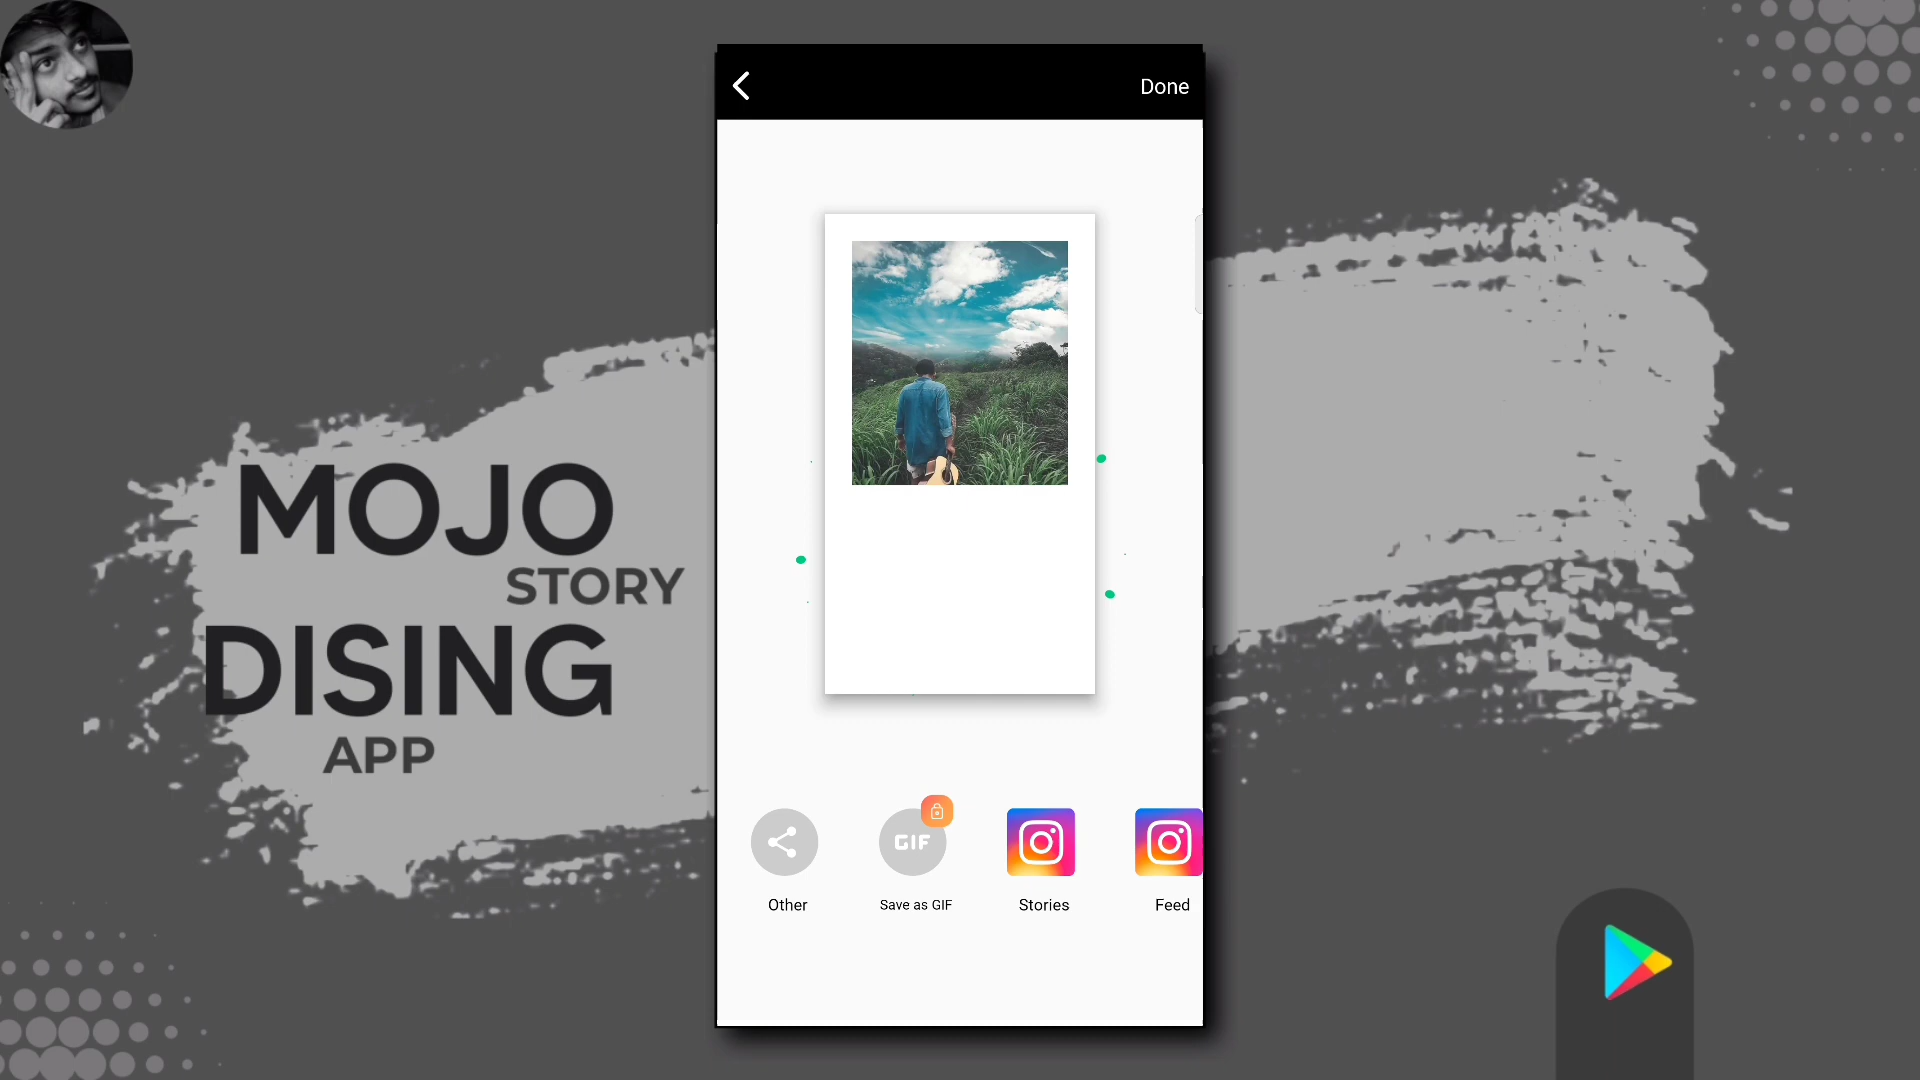 Done
MOJO
STORY
DISING
APP
GIF
Other
Save as GIF
Stories
Feed